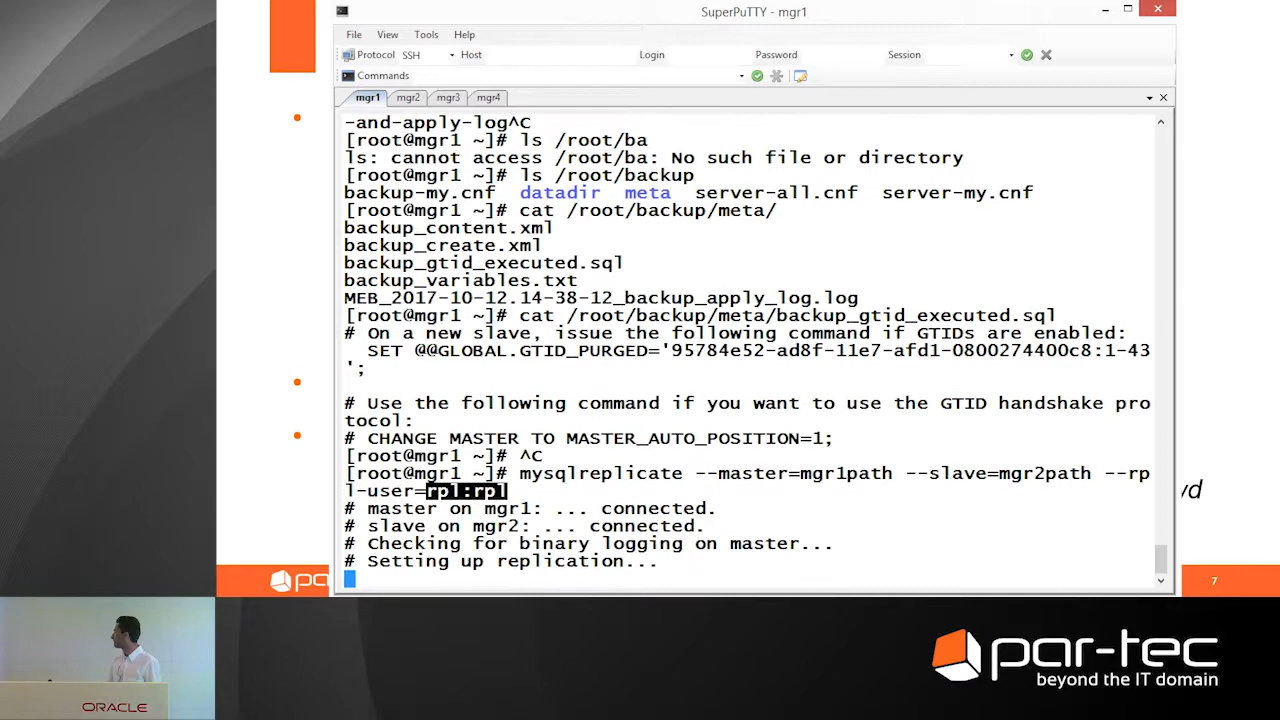 SuperPuTTY - mgr1
File View Tools Help
Protocol SSH Host Login Password Session
Commands
mgr1 mgr2 mgr3 mgr4
-and-apply-log^C
[root@mgr1 ~]# ls /root/ba
ls: cannot access /root/ba: No such file or directory
[root@mgr1 ~]# ls /root/backup
backup-my.cnf datadir meta server-all.cnf server-my.cnf
[root@mgr1 ~]# cat /root/backup/meta/
backup_content.xml
backup_create.xml
backup_gtid_executed.sql
backup_variables.txt
MEB_2017-10-12.14-38-12_backup_apply_log.log
[root@mgr1 ~]# cat /root/backup/meta/backup_gtid_executed.sql
# On a new slave, issue the following command if GTIDs are enabled:
SET @@GLOBAL.GTID_PURGED='95784e52-ad8f-11e7-afd1-0800274400c8:1-43
';
# Use the following command if you want to use the GTID handshake pro
tocol:
# CHANGE MASTER TO MASTER_AUTO_POSITION=1;
[root@mgr1 ~]# ^C
[root@mgr1 ~]# mysqlreplicate --master=mgr1path --slave=mgr2path --rp
l-user=rpl:rpl
# master on mgr1: ... connected.
# slave on mgr2: ... connected.
# Checking for binary logging on master...
# Setting up replication...
7
par-tec
beyond the IT domain
ORACLE